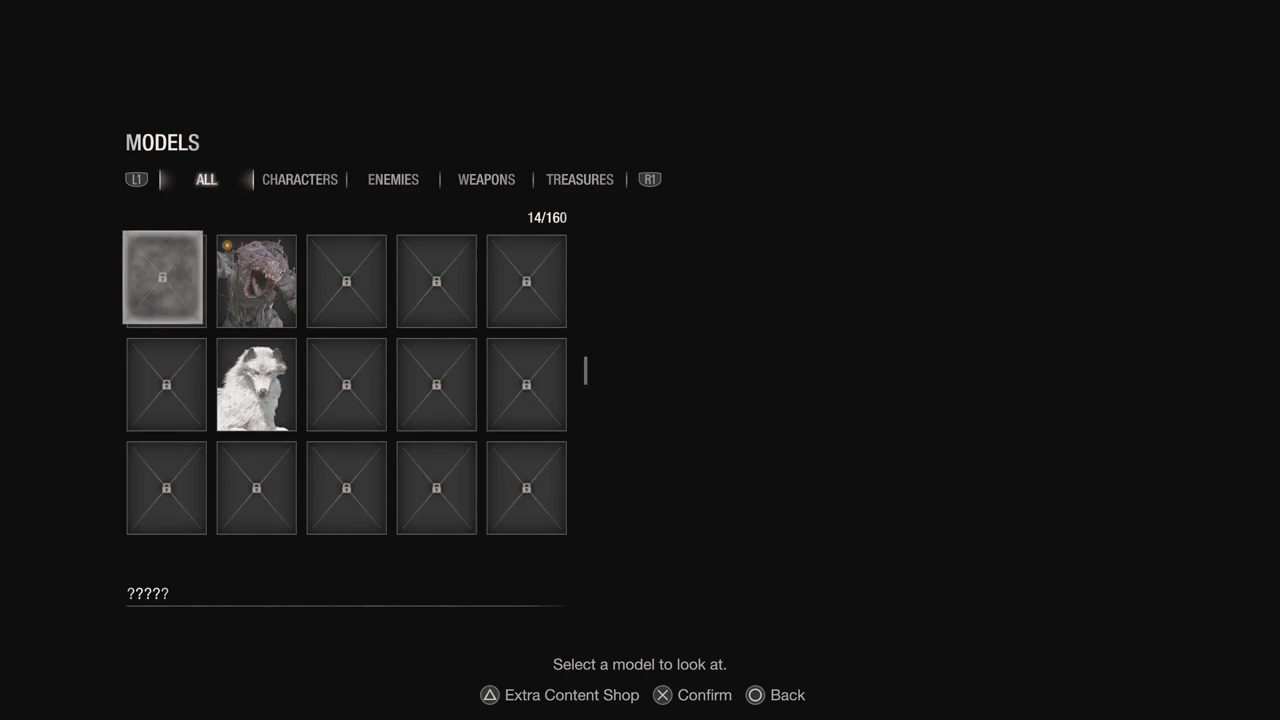 MODELS
L1 ALL CHARACTERS ENEMIES WEAPONS TREASURES R1
14/160
?????
Select a model to look at.
Extra Content Shop Confirm Back